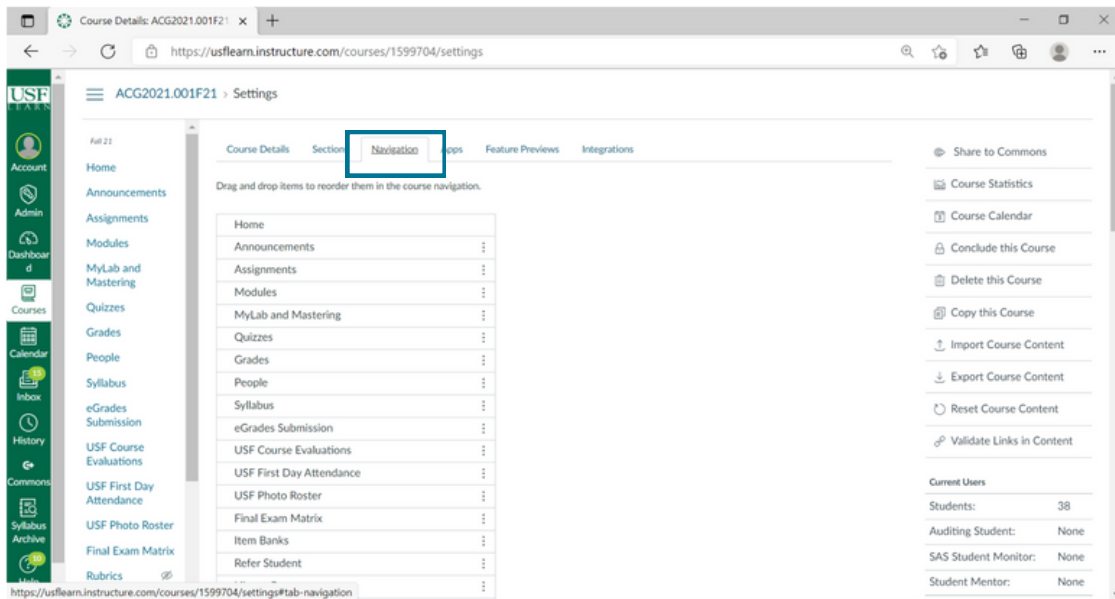 Course Details: ACG2021.001F21
https://usflearn.instructure.com/courses/1599704/settings
USF
LEARN
Account
Admin
Dashboar
d
Courses
Calendar
15
Inbox
History
Commons
Syllabus
Archive
10
Help
ACG2021.001F21 › Settings
Fall 21
Home
Announcements
Assignments
Modules
MyLab and
Mastering
Quizzes
Grades
People
Syllabus
eGrades
Submission
USF Course
Evaluations
USF First Day
Attendance
USF Photo Roster
Final Exam Matrix
Rubrics
Course Details Section Navigation Apps Feature Previews Integrations
Drag and drop items to reorder them in the course navigation.
Home
Announcements
Assignments
Modules
MyLab and Mastering
Quizzes
Grades
People
Syllabus
eGrades Submission
USF Course Evaluations
USF First Day Attendance
USF Photo Roster
Final Exam Matrix
Item Banks
Refer Student
Share to Commons
Course Statistics
Course Calendar
Conclude this Course
Delete this Course
Copy this Course
Import Course Content
Export Course Content
Reset Course Content
Validate Links in Content
Current Users
Students: 38
Auditing Student: None
SAS Student Monitor: None
Student Mentor: None
https://usflearn.instructure.com/courses/1599704/settings#tab-navigation